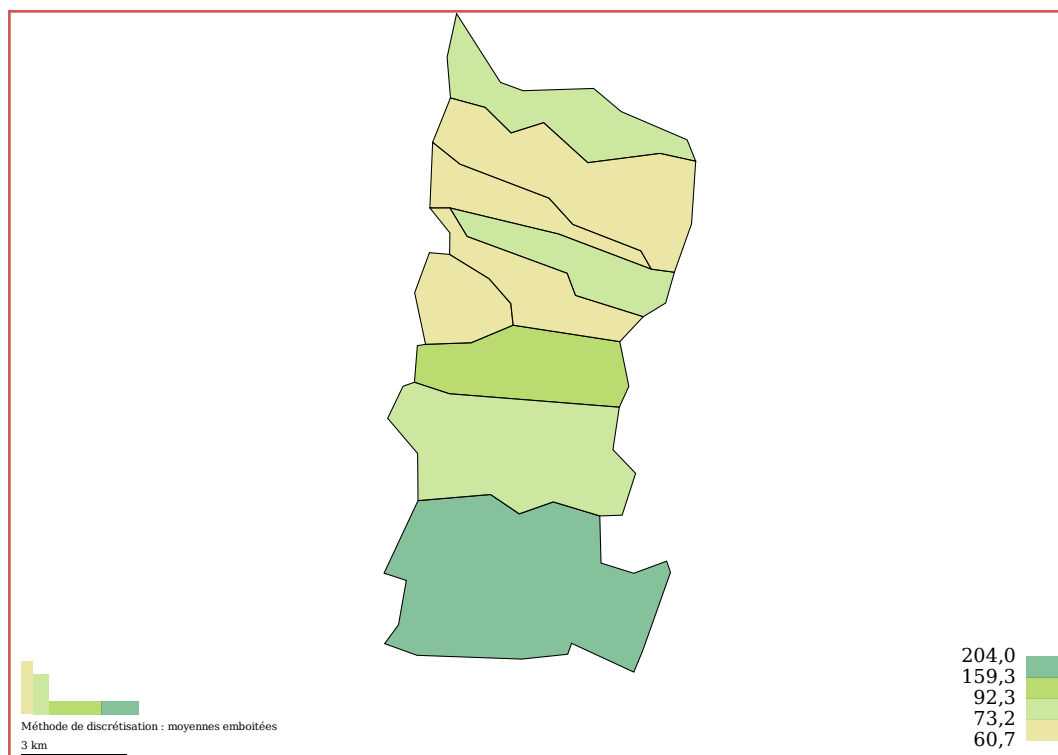 204,0
159,3
92,3
73,2
60,7
Méthode de discrétisation : moyennes emboitées
3 km